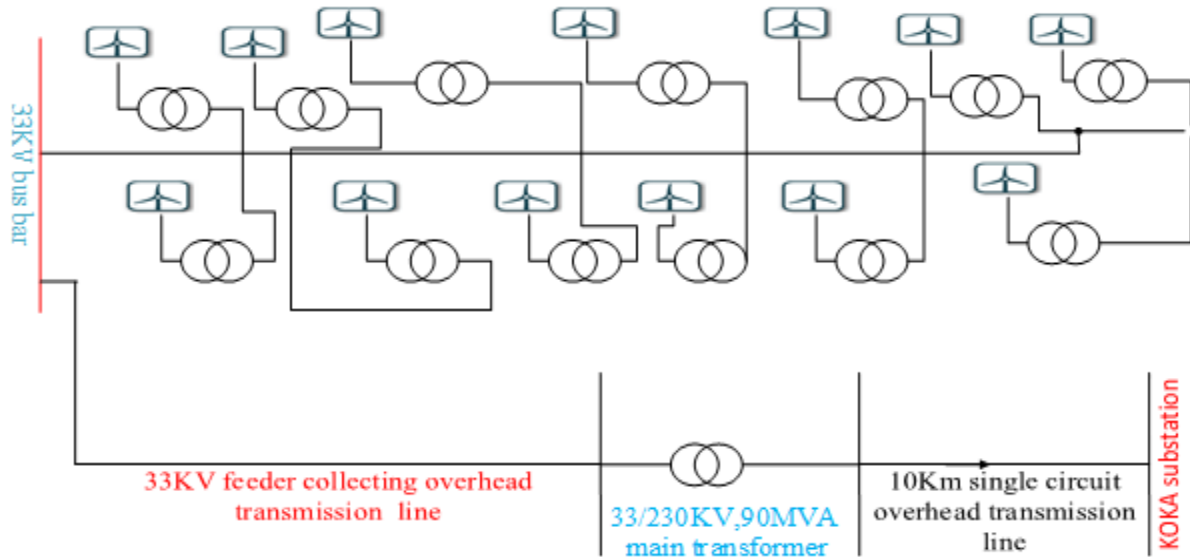 33KV bus bar
33KV feeder collecting overhead
transmission line
33/230KV,90MVA
main transformer
10Km single circuit
overhead transmission
line
KOKA substation